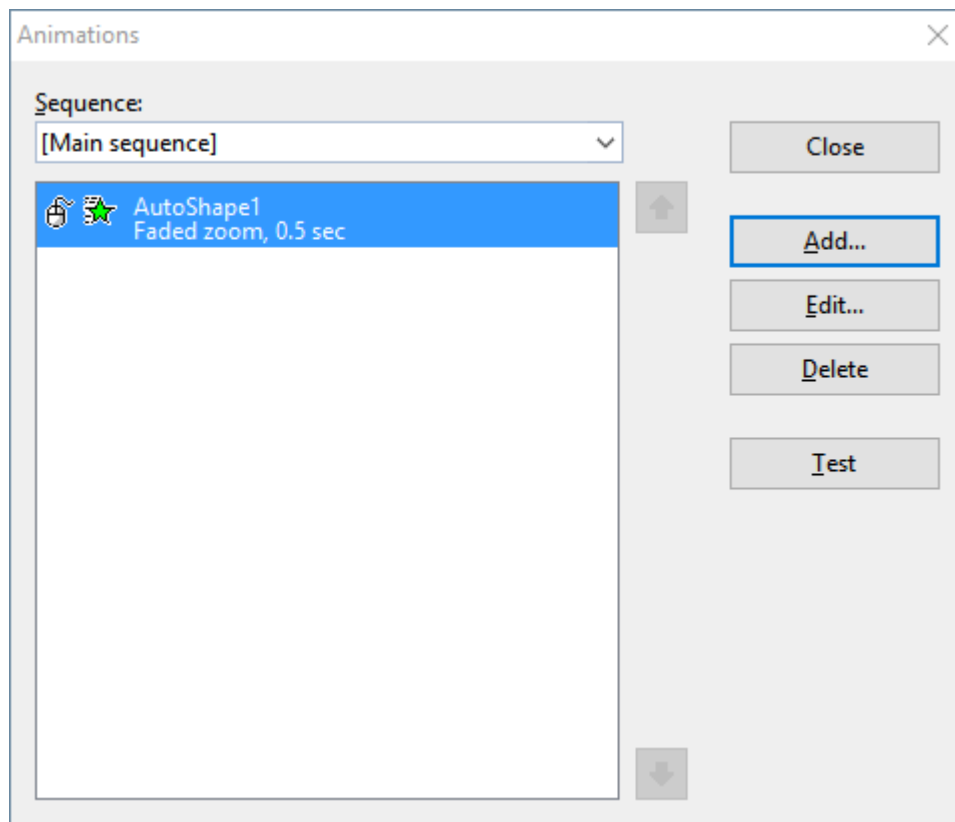 Animations
Sequence:
[Main sequence]
Close
AutoShape1
Faded zoom, 0.5 sec
Add...
Edit...
Delete
Test